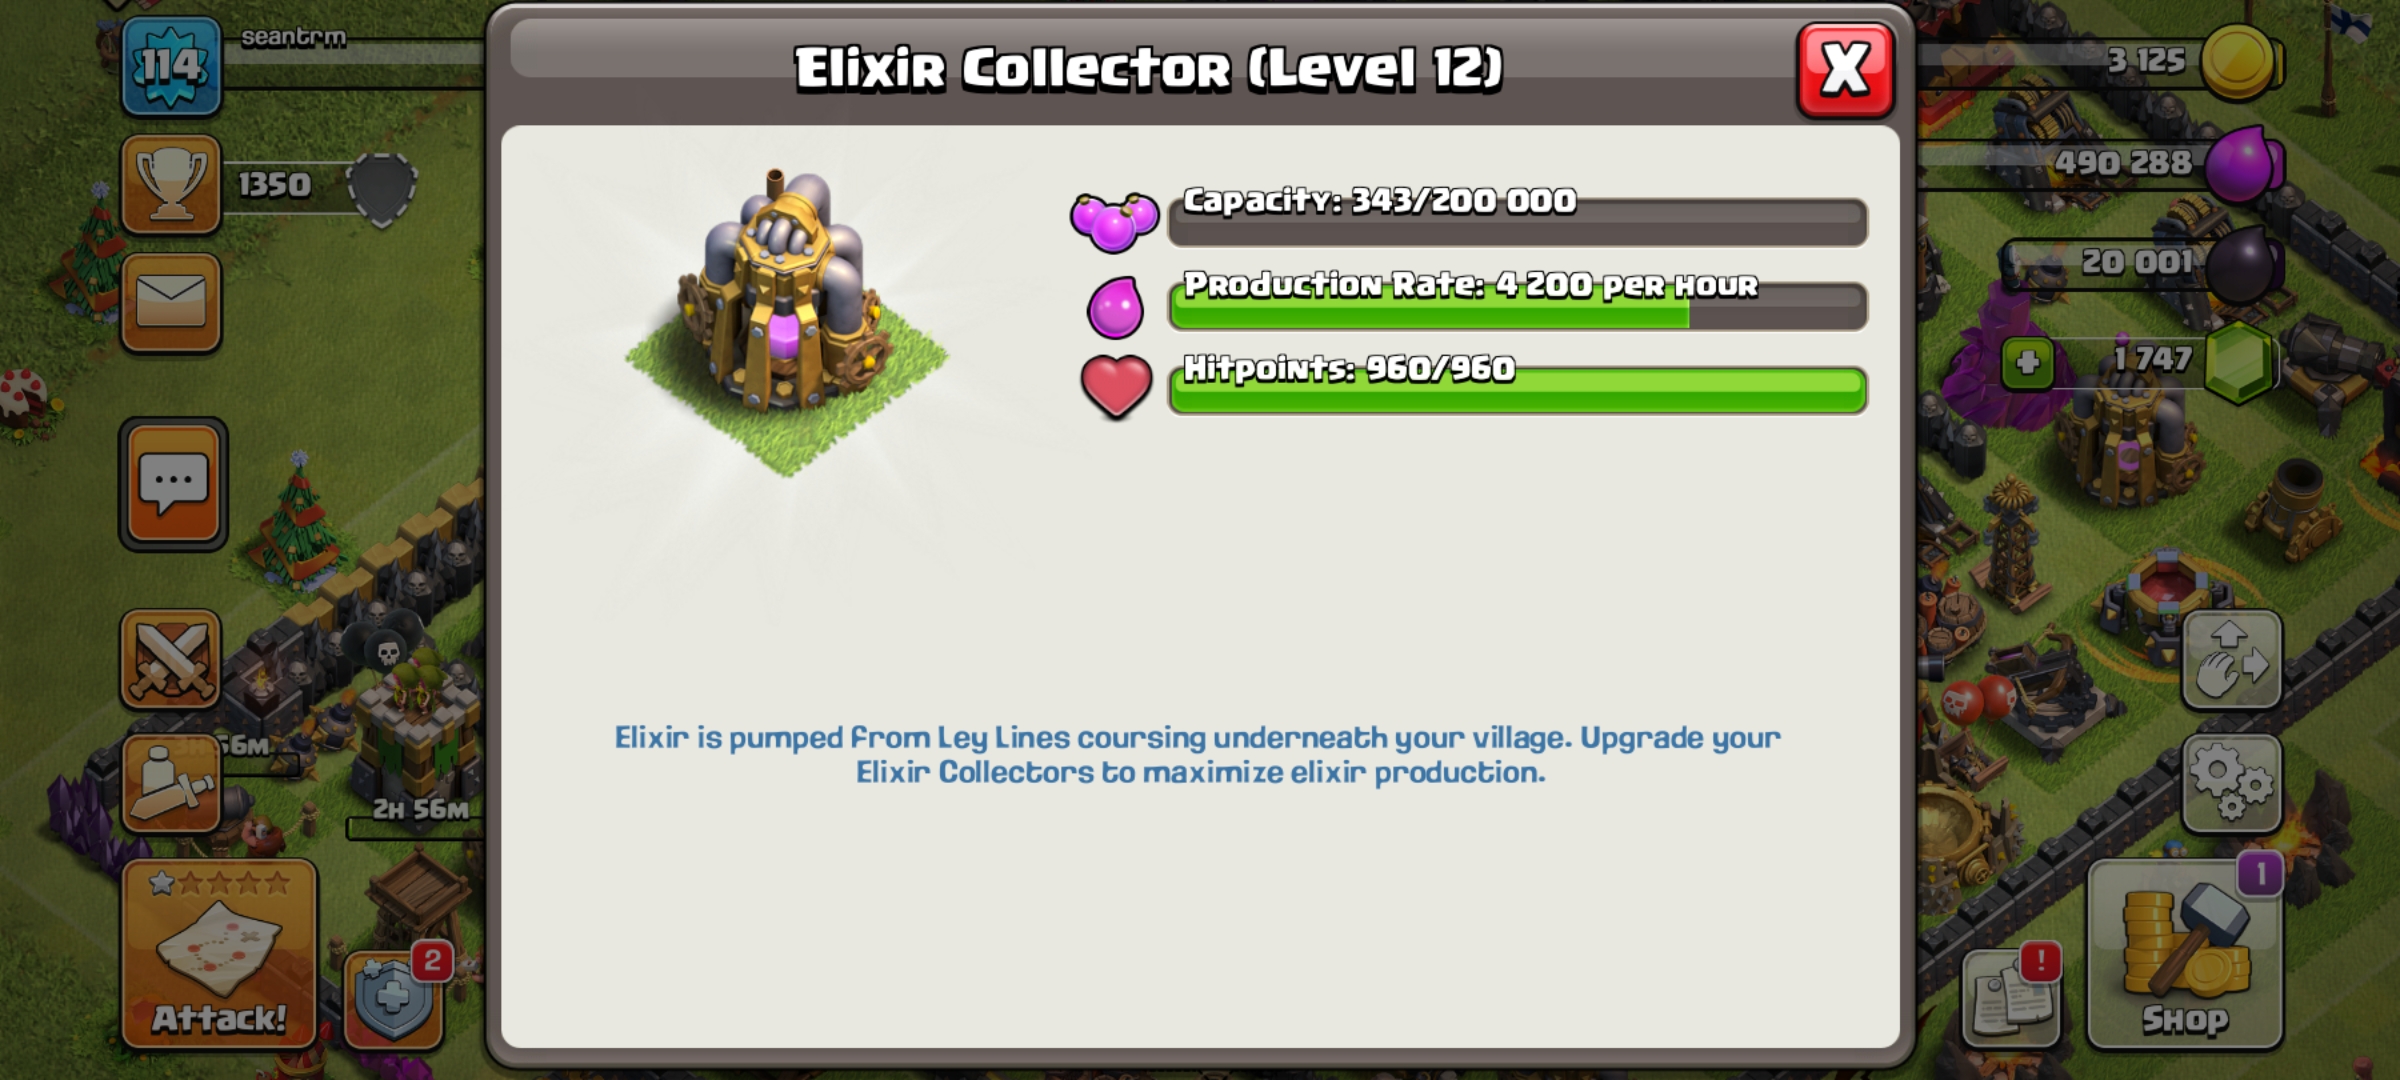 114
seantrm
Elixir Collector (Level 12)
X
3 125
1350
490 288
Capacity: 343/200 000
Production Rate: 4 200 per hour
20 001
Hitpoints: 960/960
1 747
Elixir is pumped from Ley Lines coursing underneath your village. Upgrade your
Elixir Collectors to maximize elixir production.
56m
2h 56m
1
2
!
Attack!
Shop